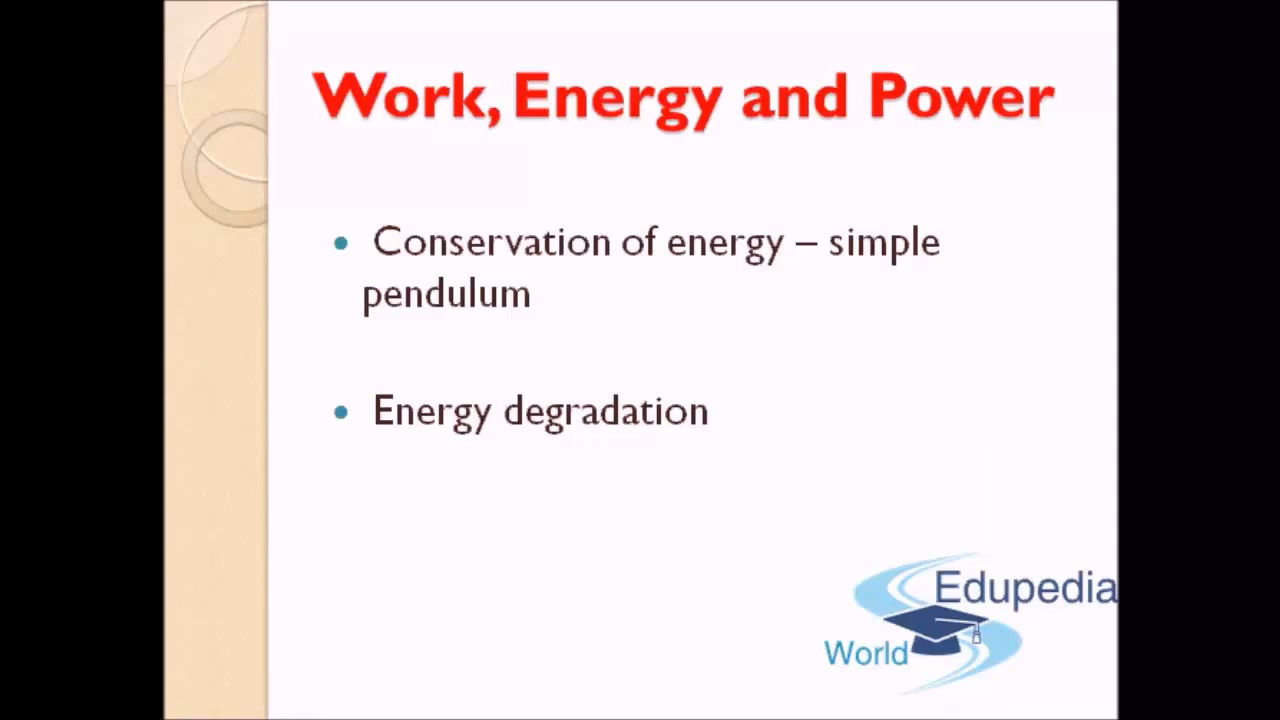 Work, Energy and Power
• Conservation of energy – simple
pendulum
• Energy degradation
Edupedia
World